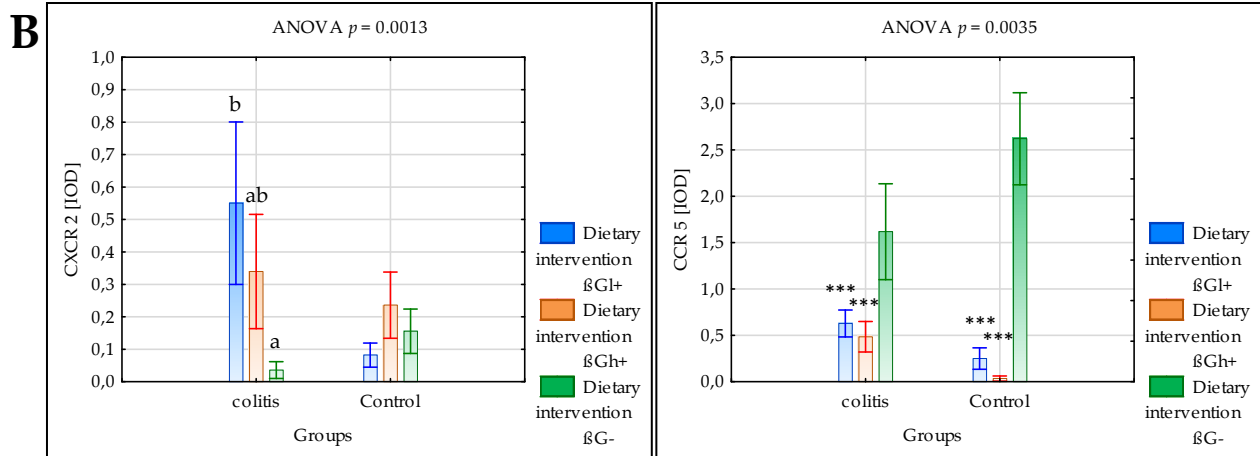 B
ANOVA p = 0.0013
1,0
0,9
0,8
0,7
0,6
0,5
0,4
0,3
0,2
0,1
0,0
CXCR 2 [IOD]
b
ab
a
colitis
Control
Groups
Dietary
intervention
ßGl+
Dietary
intervention
ßGh+
Dietary
intervention
ßG-
ANOVA p = 0.0035
3,5
3,0
2,5
2,0
1,5
1,0
0,5
0,0
CCR 5 [IOD]
***
***
***
***
colitis
Control
Groups
Dietary
intervention
ßGl+
Dietary
intervention
ßGh+
Dietary
intervention
ßG-